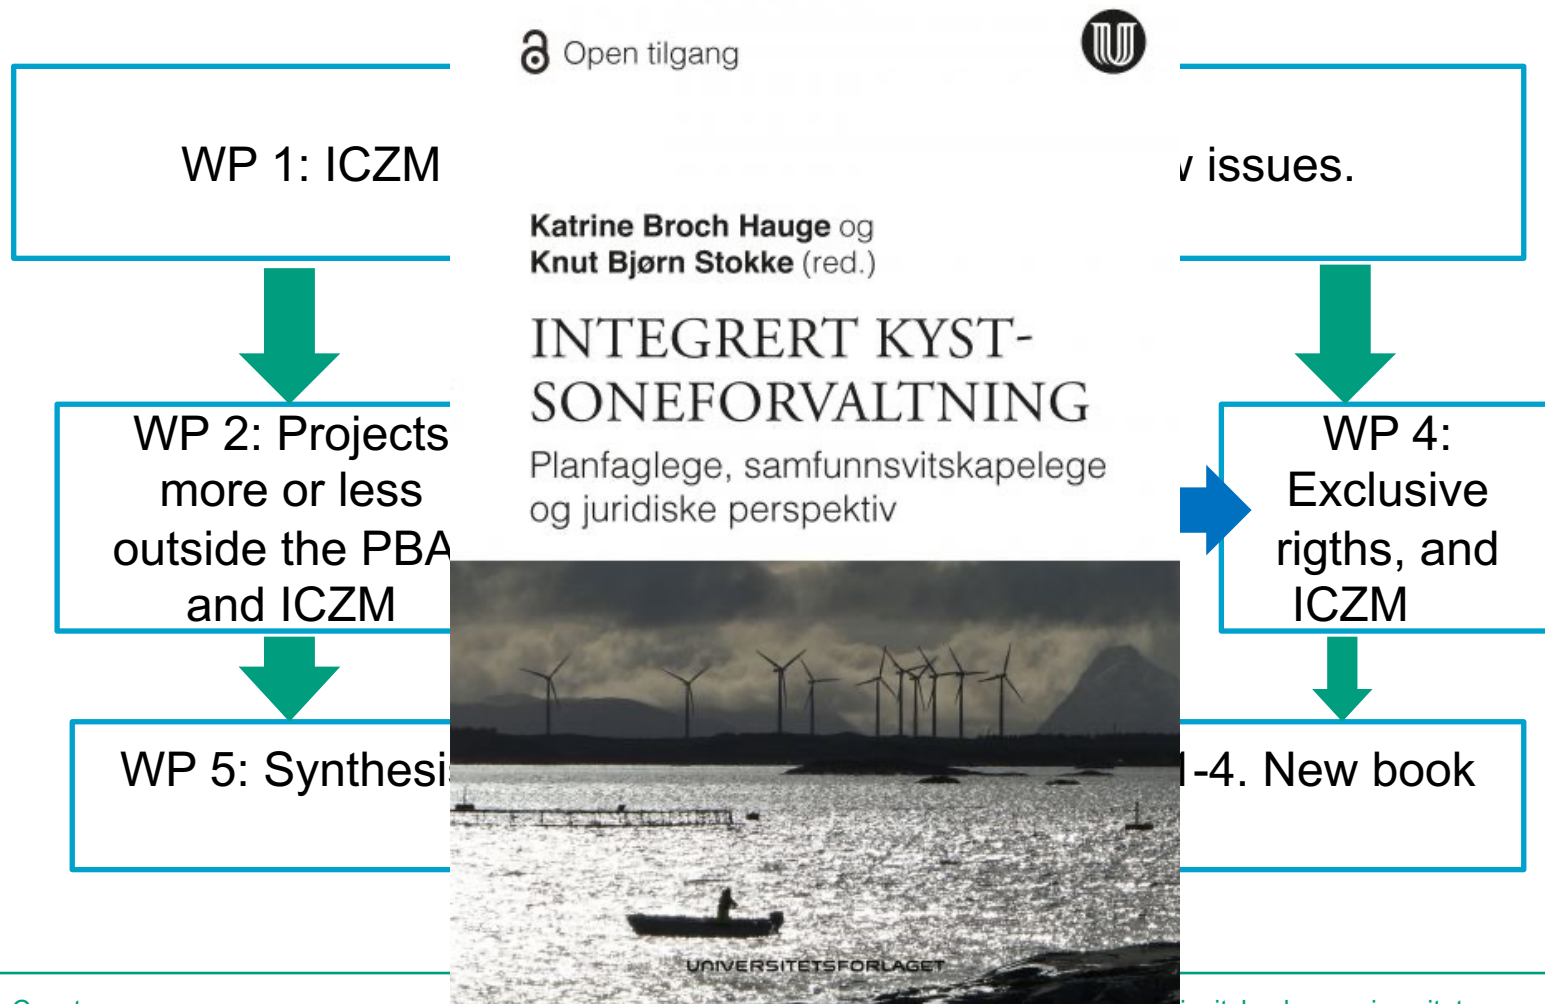 Open tilgang
WP 1: ICZM
issues.
Katrine Broch Hauge og
Knut Bjørn Stokke (red.)
INTEGRERT KYST-
SONEFORVALTNING
Planfaglege, samfunnsvitskapelege
og juridiske perspektiv
WP 2: Projects
more or less
outside the PBA
and ICZM
WP 4:
Exclusive
rigths, and
ICZM
WP 5: Synthesi
1-4. New book
UNIVERSITETSFORLAGET